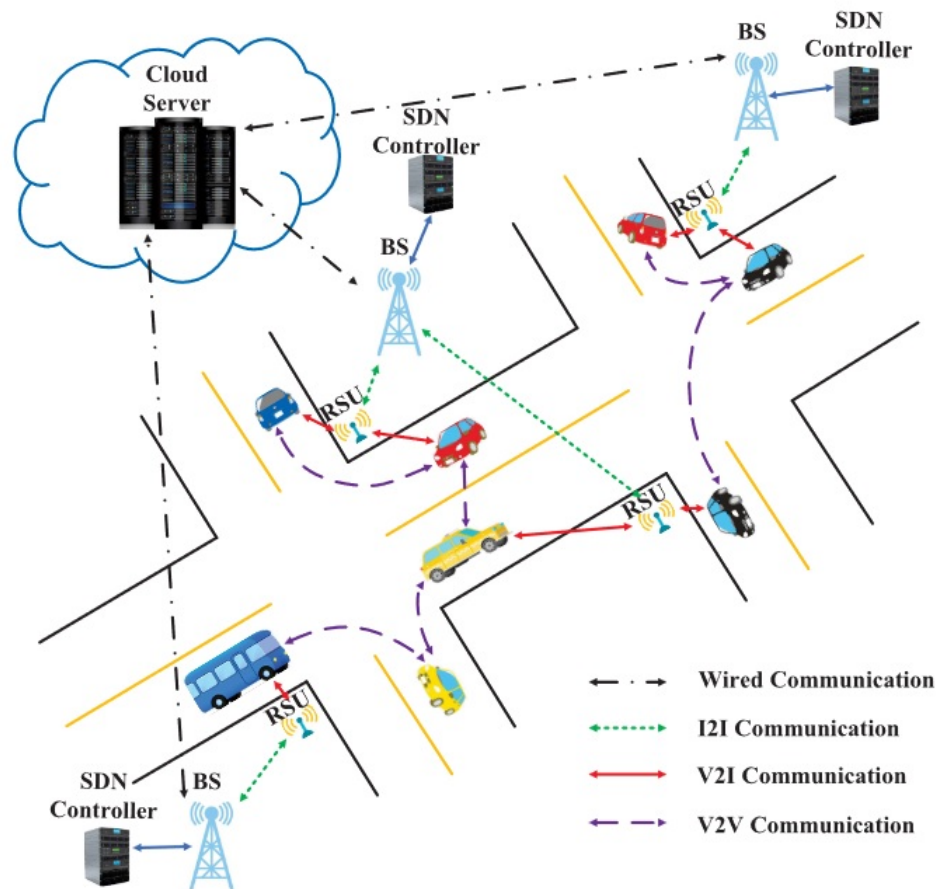 BS
SDN
Controller
Cloud
Server
SDN
Controller
RSU
BS
RSU
RSU
RSU
Wired Communication
I2I Communication
V2I Communication
V2V Communication
SDN
Controller
BS